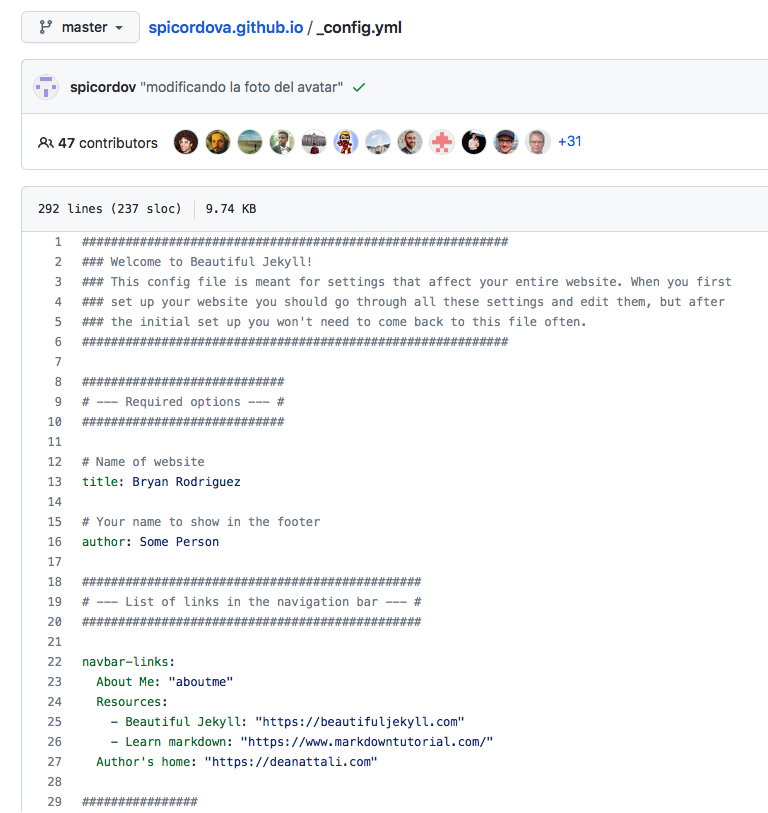 master spicordova.github.io / _config.yml
spicordov "modificando la foto del avatar"
47 contributors +31
292 lines (237 sloc) 9.74 KB
1 ###########################################################
2 ### Welcome to Beautiful Jekyll!
3 ### This config file is meant for settings that affect your entire website. When you first
4 ### set up your website you should go through all these settings and edit them, but after
5 ### the initial set up you won't need to come back to this file often.
6 ###########################################################
7
8 ############################
9 # --- Required options --- #
10 ############################
11
12 # Name of website
13 title: Bryan Rodriguez
14
15 # Your name to show in the footer
16 author: Some Person
17
18 ###############################################
19 # --- List of links in the navigation bar --- #
20 ###############################################
21
22 navbar-links:
23 About Me: "aboutme"
24 Resources:
25 - Beautiful Jekyll: "https://beautifuljekyll.com"
26 - Learn markdown: "https://www.markdowntutorial.com/"
27 Author's home: "https://deanattali.com"
28
29 ################